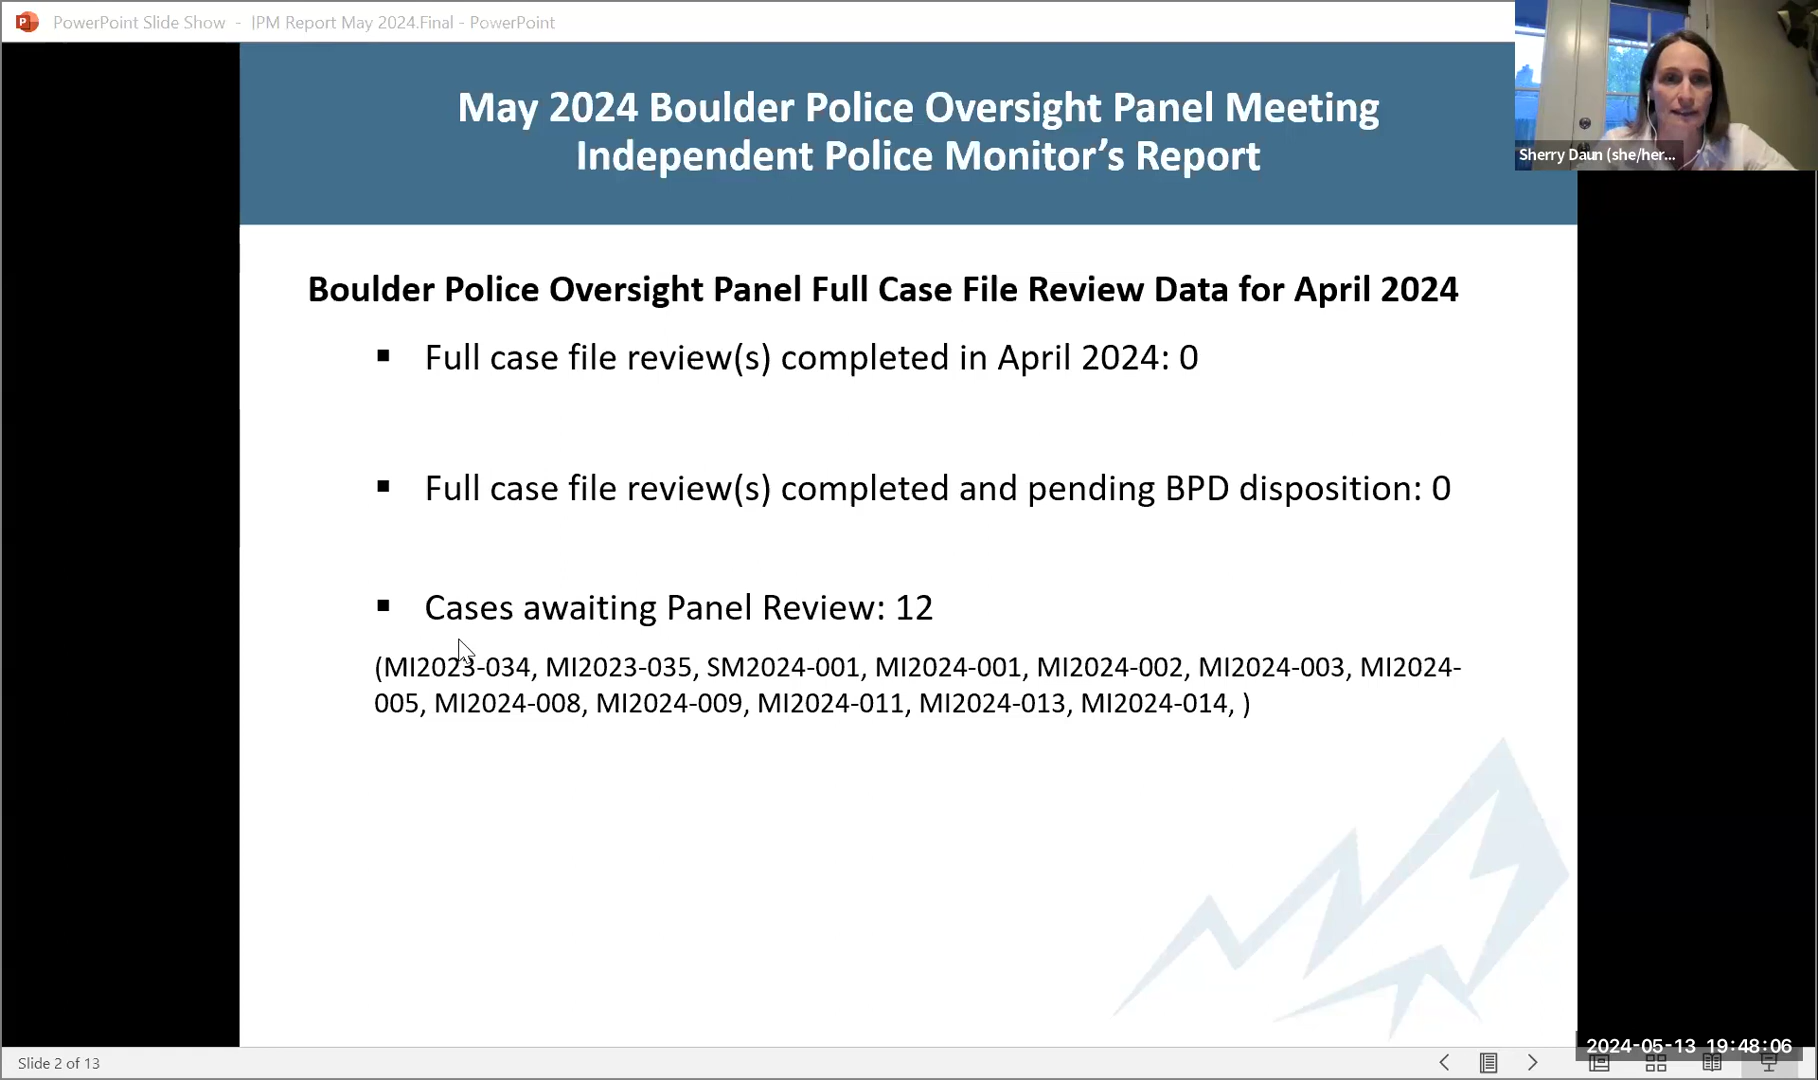 PowerPoint Slide Show - IPM Report May 2024.Final - PowerPoint
Sherry Daun (she/her...
May 2024 Boulder Police Oversight Panel Meeting
Independent Police Monitor's Report
Boulder Police Oversight Panel Full Case File Review Data for April 2024
▪ Full case file review(s) completed in April 2024: 0
▪ Full case file review(s) completed and pending BPD disposition: 0
▪ Cases awaiting Panel Review: 12
(MI2023-034, MI2023-035, SM2024-001, MI2024-001, MI2024-002, MI2024-003, MI2024-
005, MI2024-008, MI2024-009, MI2024-011, MI2024-013, MI2024-014, )
2024-05-13 19:48:06
Slide 2 of 13